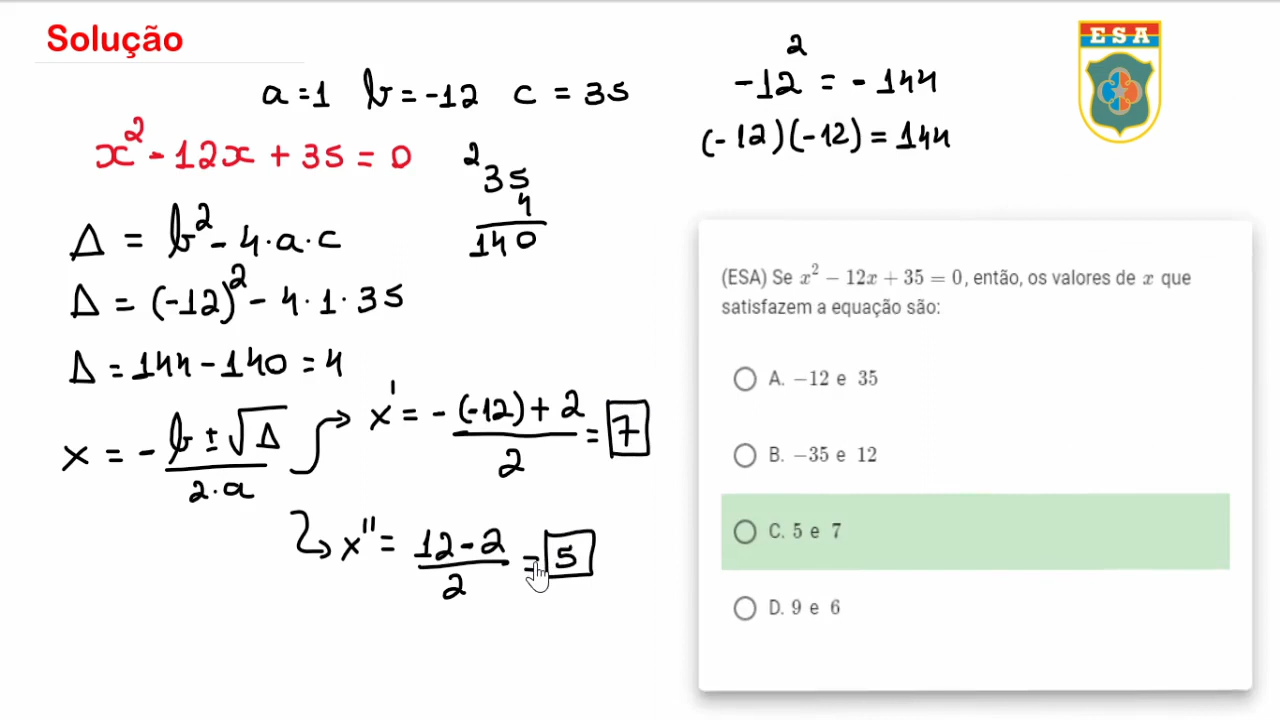 Solução
a=1 b=-12 c=35
x²-12x+35=0
2
35
4
140
Δ = b²-4·a·c
Δ = (-12)²-4·1·35
Δ=144-140=4
x = -b±√Δ
2·a
x'=-(-12)+2
2
=7
x''=12-2
2
=5
-12²=-144
(-12)(-12)=144
ESA
(ESA) Se x² − 12x + 35 = 0, então, os valores de x que
satisfazem a equação são:
A. −12 e 35
B. −35 e 12
C. 5 e 7
D. 9 e 6